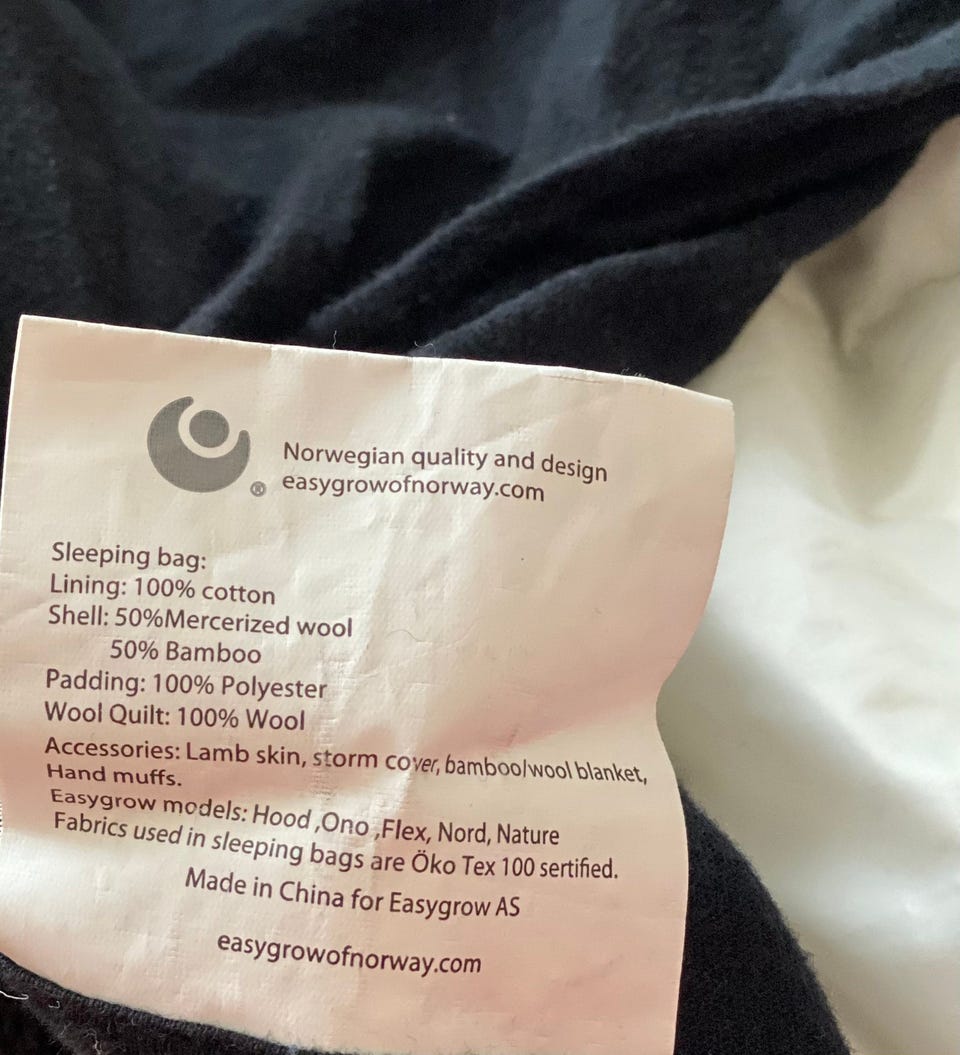 Norwegian quality and design
® easygrowofnorway.com
Sleeping bag:
Lining: 100% cotton
Shell: 50%Mercerized wool
50% Bamboo
Padding: 100% Polyester
Wool Quilt: 100% Wool
Accessories: Lamb skin, storm cover, bamboo/wool blanket,
Hand muffs.
Easygrow models: Hood ,Ono ,Flex, Nord, Nature
Fabrics used in sleeping bags are Öko Tex 100 sertified.
Made in China for Easygrow AS
easygrowofnorway.com